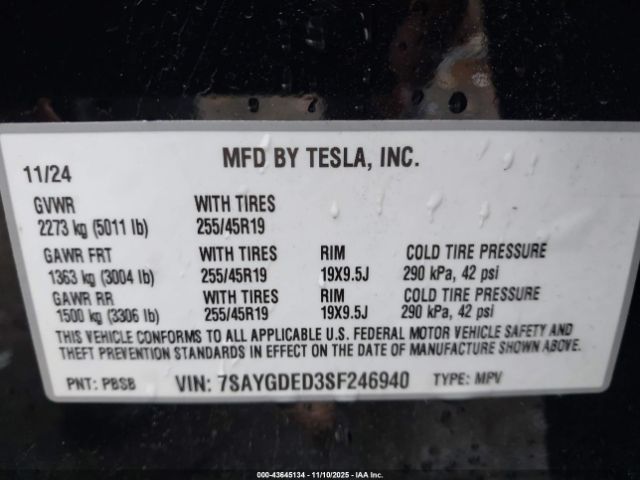 MFD BY TESLA, INC.
11/24
GVWR WITH TIRES
2273 kg (5011 lb) 255/45R19
GAWR FRT WITH TIRES RIM COLD TIRE PRESSURE
1363 kg (3004 lb) 255/45R19 19X9.5J 290 kPa, 42 psi
GAWR RR WITH TIRES RIM COLD TIRE PRESSURE
1500 kg (3306 lb) 255/45R19 19X9.5J 290 kPa, 42 psi
THIS VEHICLE CONFORMS TO ALL APPLICABLE U.S. FEDERAL MOTOR VEHICLE SAFETY AND
THEFT PREVENTION STANDARDS IN EFFECT ON THE DATE OF MANUFACTURE SHOWN ABOVE.
PNT: PBSB VIN: 7SAYGDED3SF246940 TYPE: MPV
000-43645134 - 11/10/2025 - IAA Inc.